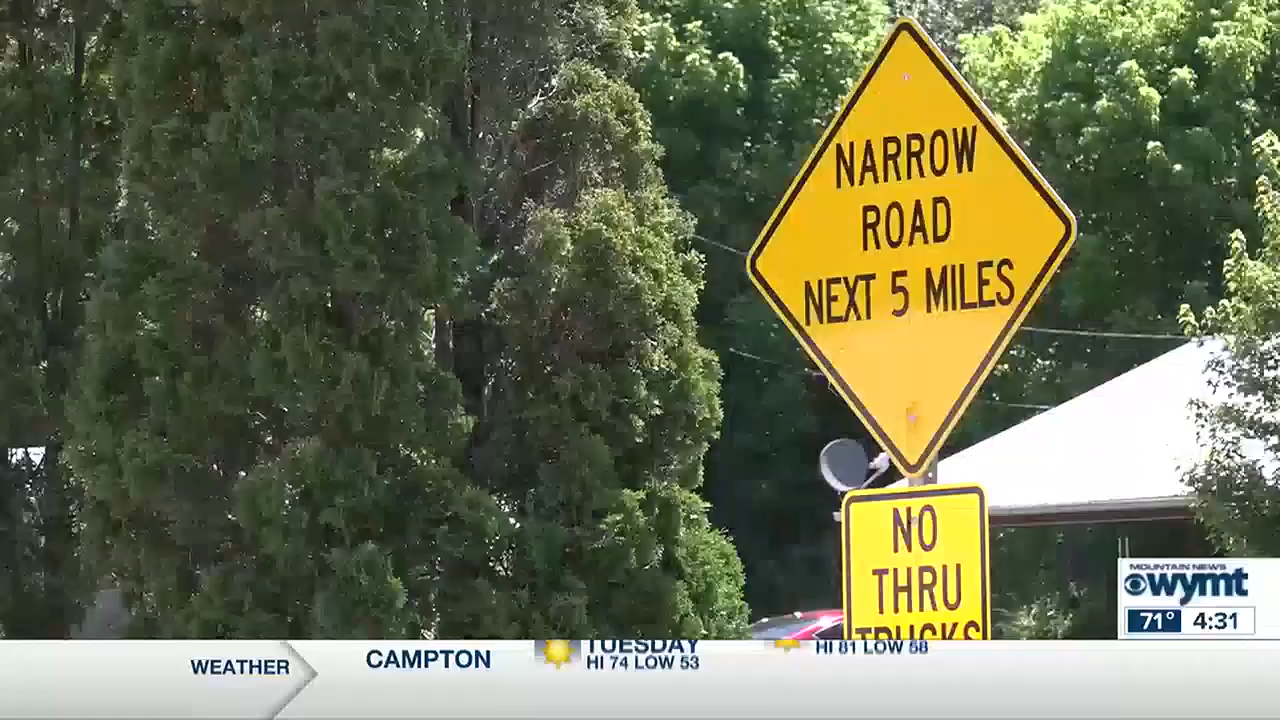 NARROW
ROAD
NEXT 5 MILES
NO
THRU
TRUCKS
MOUNTAIN NEWS
wymt
71° 4:31
WEATHER
CAMPTON
TUESDAY
HI 74 LOW 53
HI 81 LOW 58